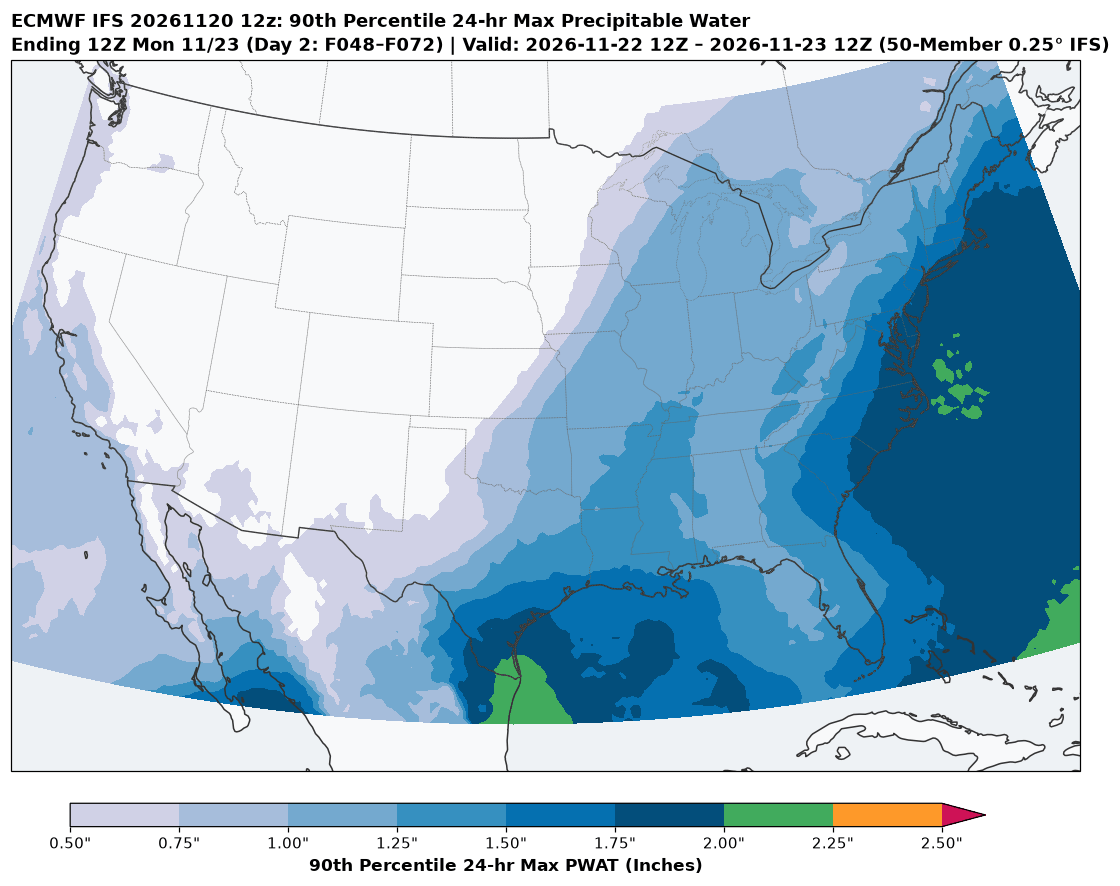 ECMWF IFS 20261120 12z: 90th Percentile 24-hr Max Precipitable Water
Ending 12Z Mon 11/23 (Day 2: F048–F072) | Valid: 2026-11-22 12Z – 2026-11-23 12Z (50-Member 0.25° IFS)
0.50" 0.75" 1.00" 1.25" 1.50" 1.75" 2.00" 2.25" 2.50"
90th Percentile 24-hr Max PWAT (Inches)